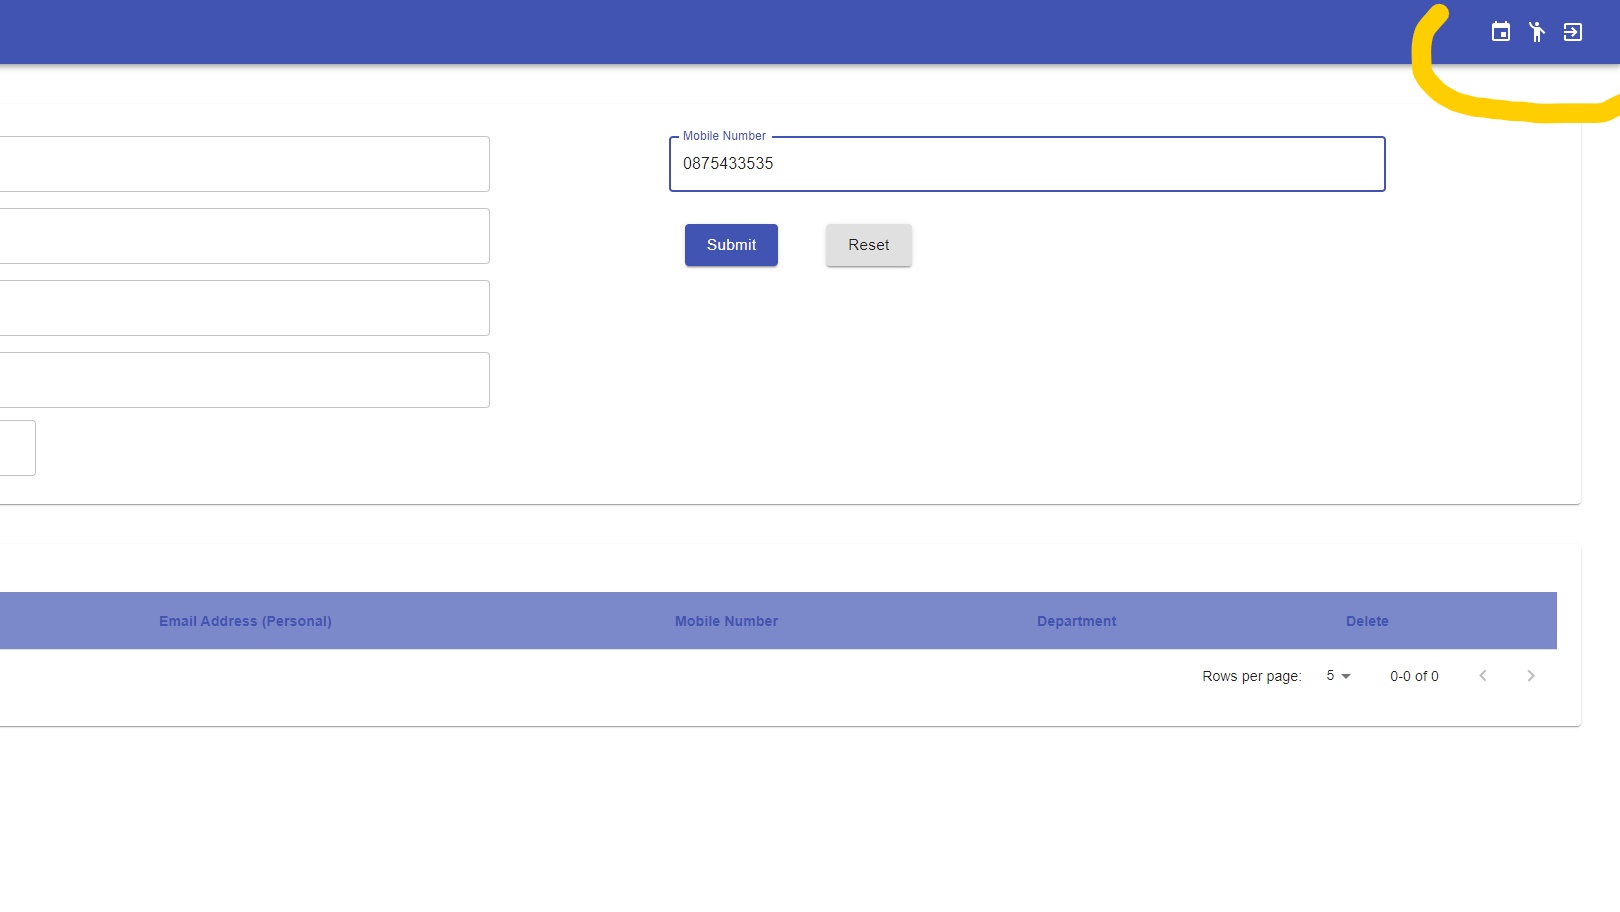 Mobile Number
0875433535
Submit
Reset
Email Address (Personal)
Mobile Number
Department
Delete
Rows per page:
5
0-0 of 0